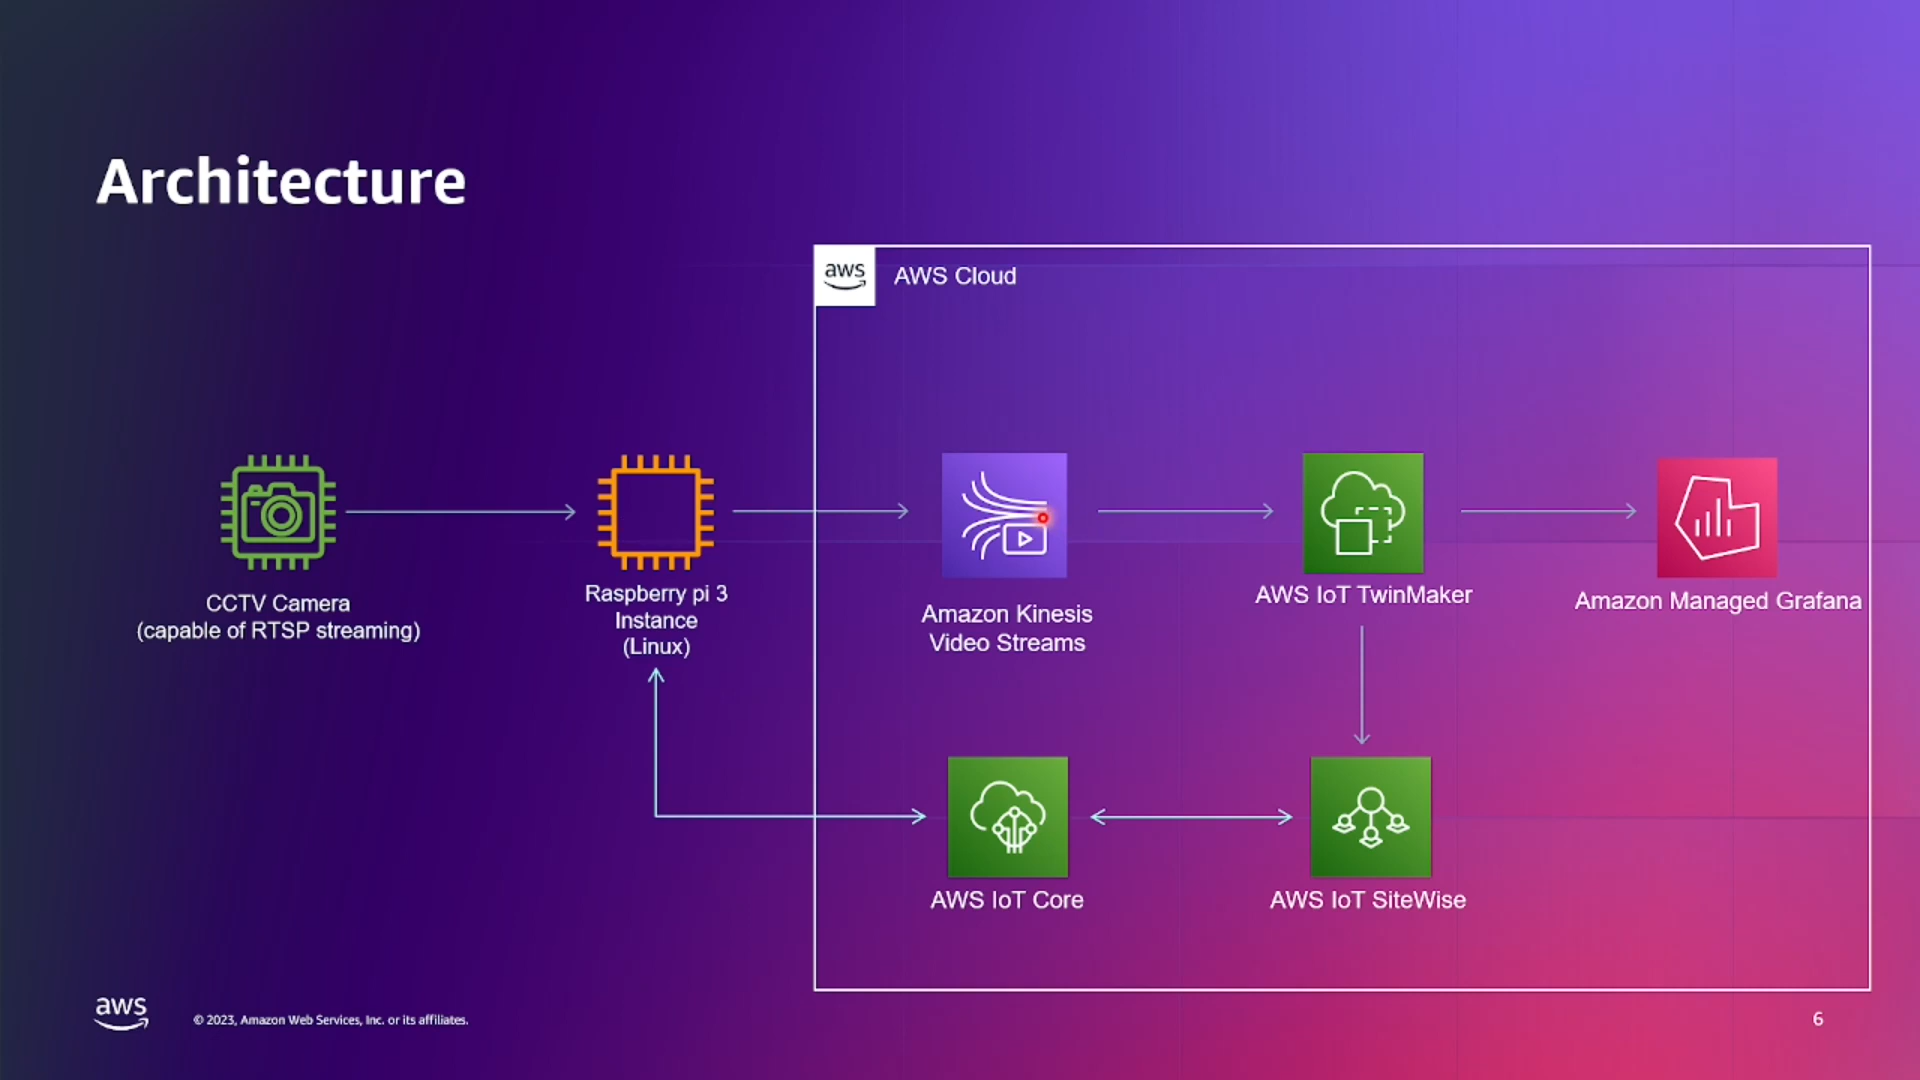 Architecture
aws
AWS Cloud
CCTV Camera
(capable of RTSP streaming)
Raspberry pi 3
Instance
(Linux)
Amazon Kinesis
Video Streams
AWS IoT TwinMaker
Amazon Managed Grafana
AWS IoT Core
AWS IoT SiteWise
aws
© 2023, Amazon Web Services, Inc. or its affiliates.
6